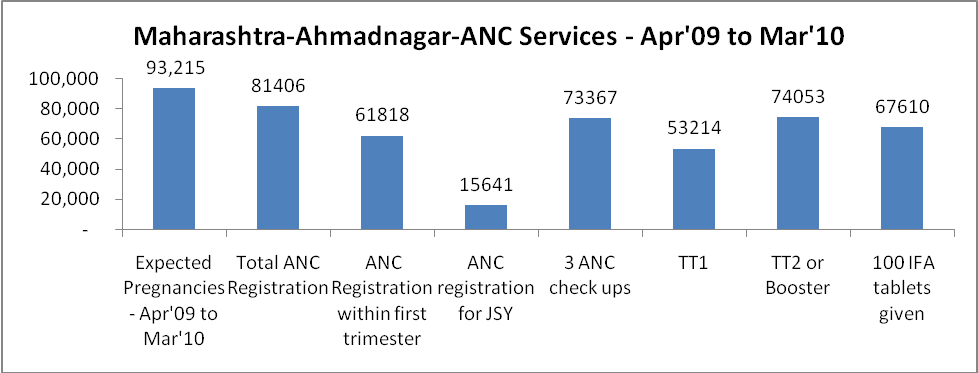 Maharashtra-Ahmadnagar-ANC Services - Apr'09 to Mar'10
100,000
80,000
60,000
40,000
20,000
-
93,215
81406
61818
15641
73367
53214
74053
67610
Expected
Pregnancies
- Apr'09 to
Mar'10
Total ANC
Registration
ANC
Registration
within first
trimester
ANC
registration
for JSY
3 ANC
check ups
TT1
TT2 or
Booster
100 IFA
tablets
given